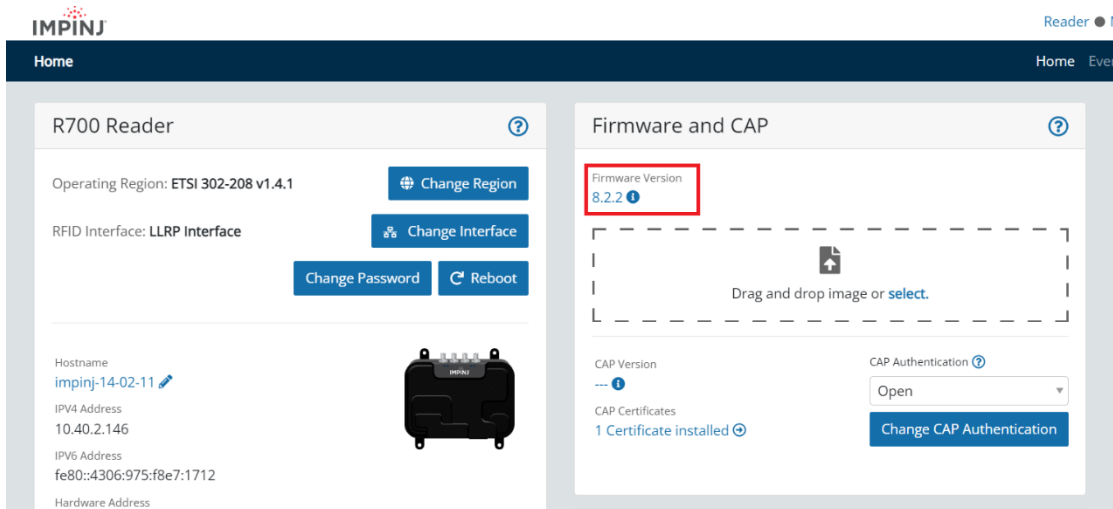 IMPINJ
Reader
Home
Home Even
R700 Reader
Operating Region: ETSI 302-208 v1.4.1
Change Region
RFID Interface: LLRP Interface
Change Interface
Change Password
Reboot
Hostname
impinj-14-02-11
IPV4 Address
10.40.2.146
IPV6 Address
fe80::4306:975:f8e7:1712
Hardware Address
IMPINJ
Firmware and CAP
Firmware Version
8.2.2
Drag and drop image or select.
CAP Version
---
CAP Certificates
1 Certificate installed
CAP Authentication
Open
Change CAP Authentication